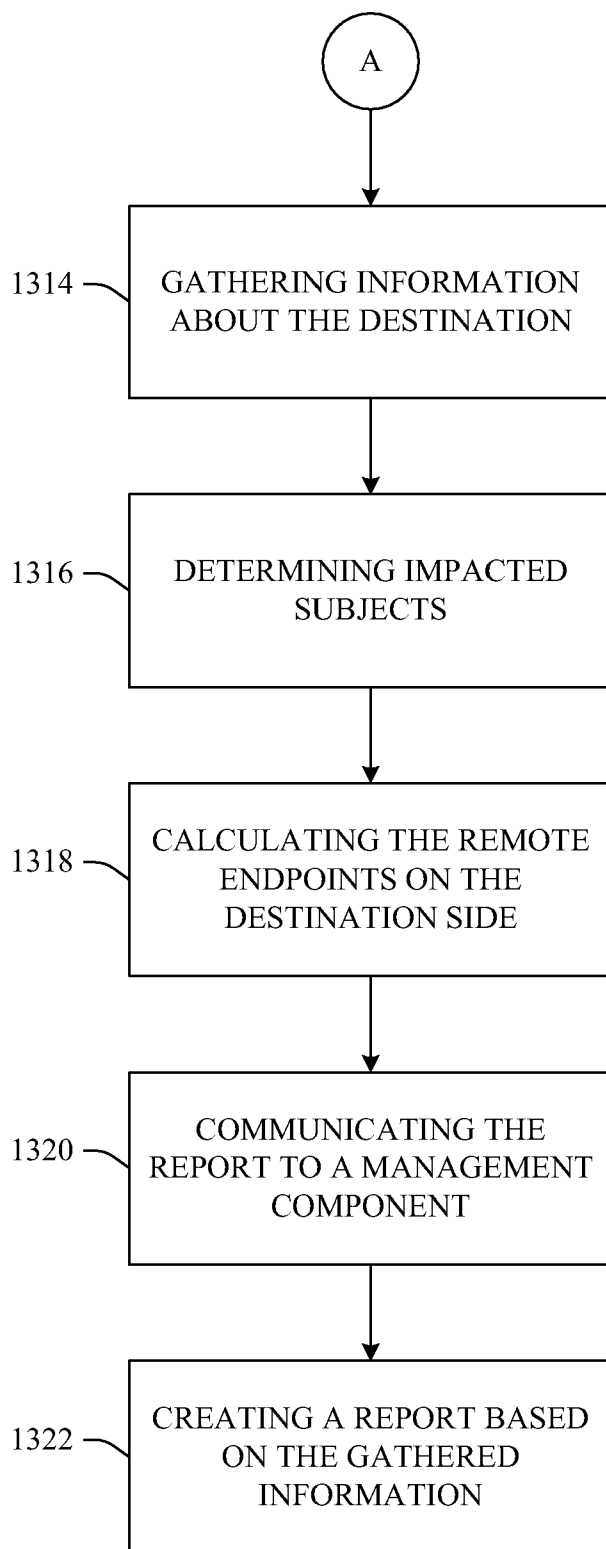 A
1314
GATHERING INFORMATION
ABOUT THE DESTINATION
1316
DETERMINING IMPACTED
SUBJECTS
1318
CALCULATING THE REMOTE
ENDPOINTS ON THE
DESTINATION SIDE
1320
COMMUNICATING THE
REPORT TO A MANAGEMENT
COMPONENT
1322
CREATING A REPORT BASED
ON THE GATHERED
INFORMATION